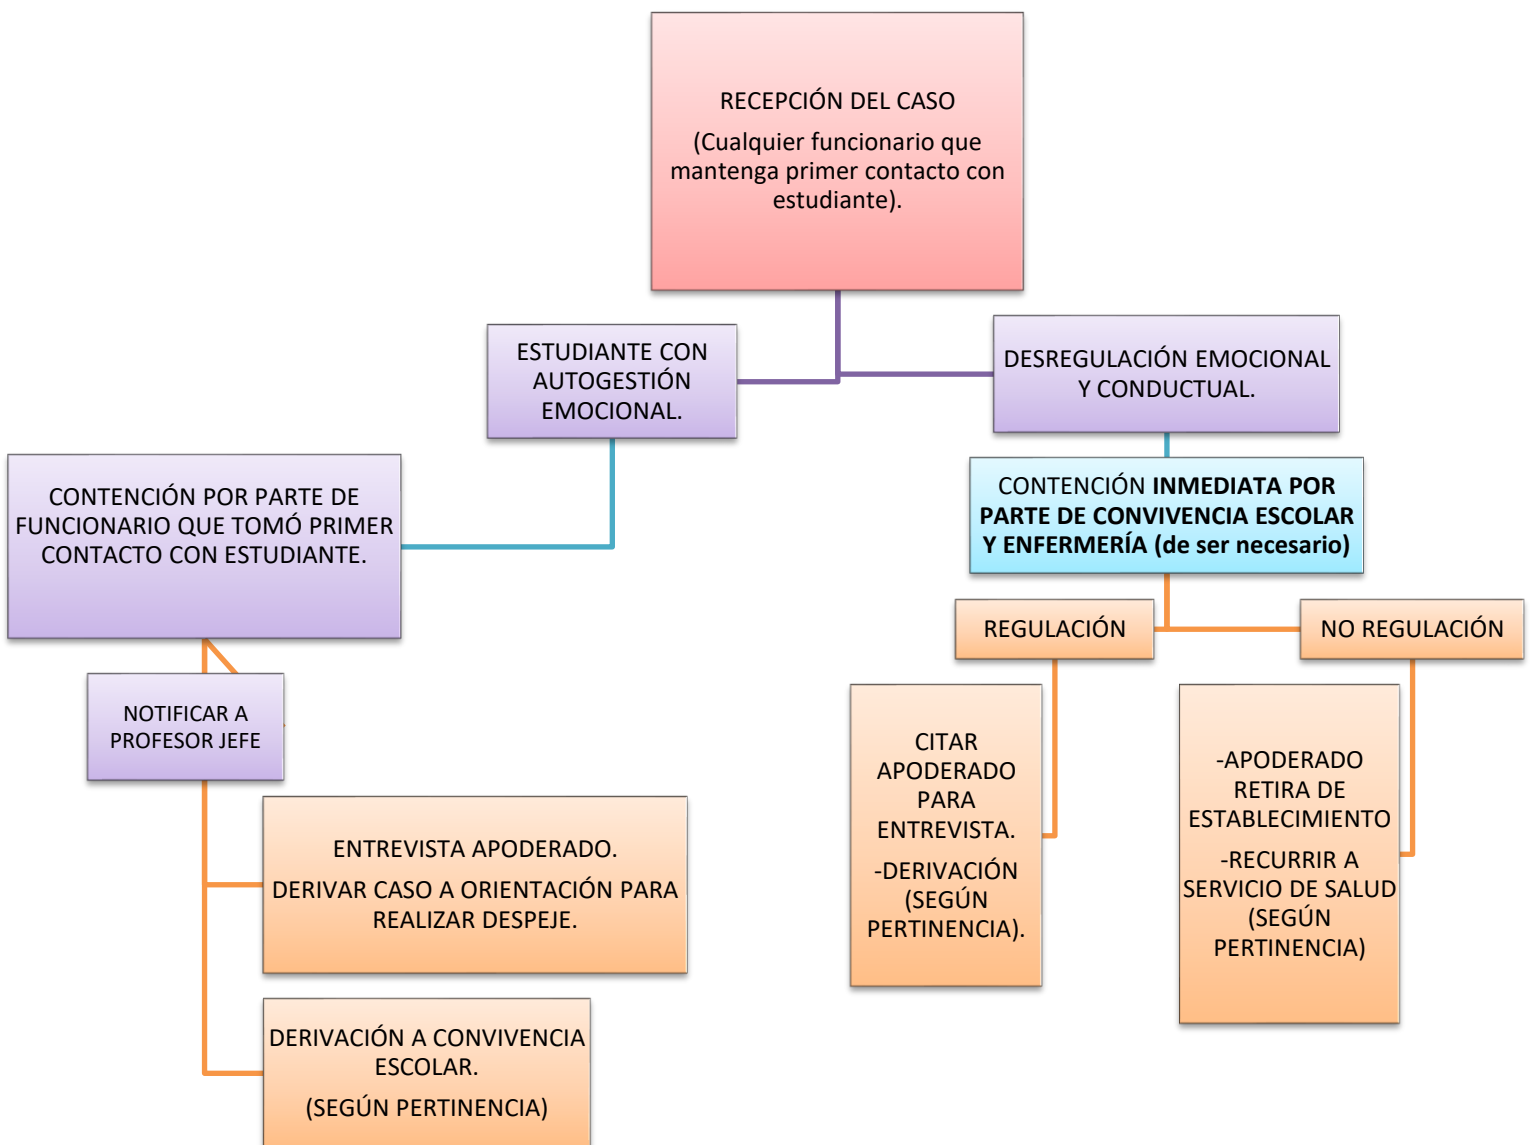 RECEPCIÓN DEL CASO
(Cualquier funcionario que
mantenga primer contacto con
estudiante).
ESTUDIANTE CON
AUTOGESTIÓN
EMOCIONAL.
DESREGULACIÓN EMOCIONAL
Y CONDUCTUAL.
CONTENCIÓN POR PARTE DE
FUNCIONARIO QUE TOMÓ PRIMER
CONTACTO CON ESTUDIANTE.
CONTENCIÓN INMEDIATA POR
PARTE DE CONVIVENCIA ESCOLAR
Y ENFERMERÍA (de ser necesario)
REGULACIÓN
NO REGULACIÓN
NOTIFICAR A
PROFESOR JEFE
CITAR
APODERADO
PARA
ENTREVISTA.
-DERIVACIÓN
(SEGÚN
PERTINENCIA).
-APODERADO
RETIRA DE
ESTABLECIMIENTO
-RECURRIR A
SERVICIO DE SALUD
(SEGÚN
PERTINENCIA)
ENTREVISTA APODERADO.
DERIVAR CASO A ORIENTACIÓN PARA
REALIZAR DESPEJE.
DERIVACIÓN A CONVIVENCIA
ESCOLAR.
(SEGÚN PERTINENCIA)